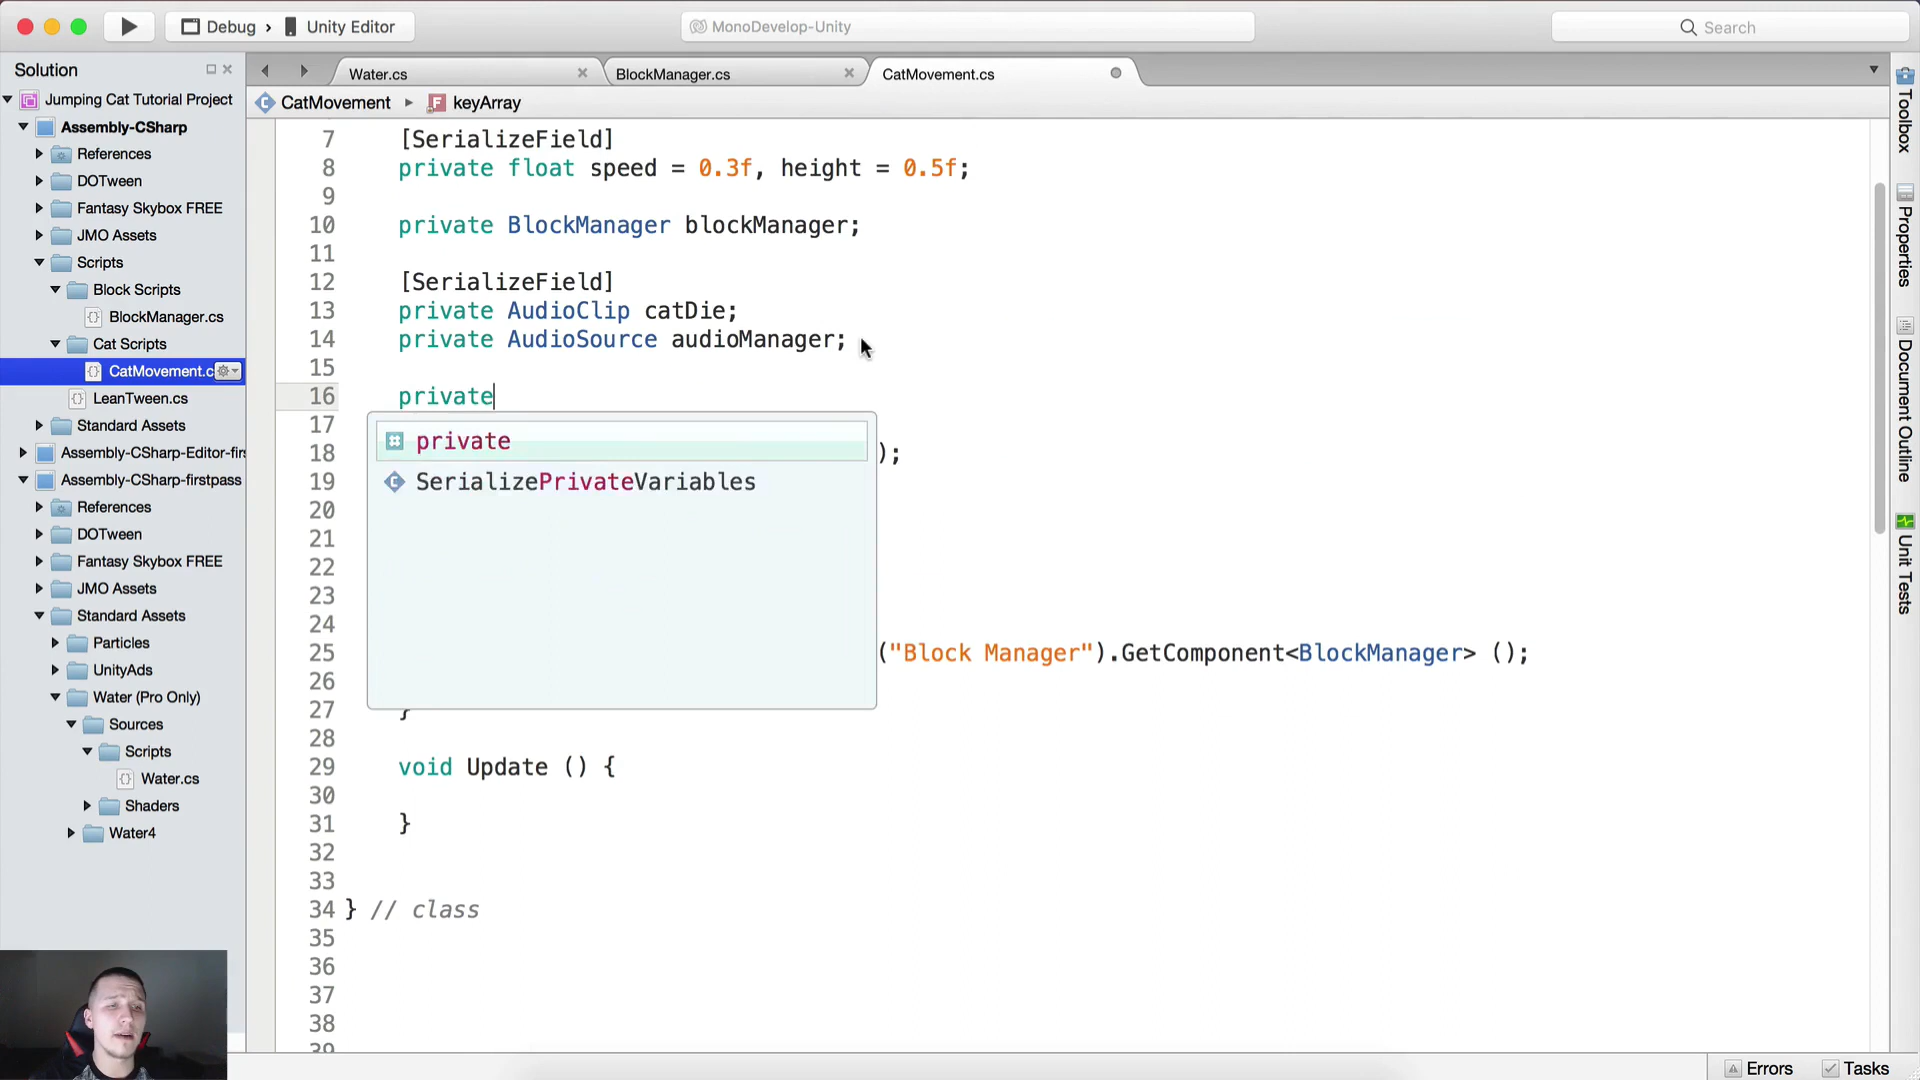 Debug › Unity Editor
MonoDevelop-Unity
Search
Solution
Jumping Cat Tutorial Project
Assembly-CSharp
References
DOTween
Fantasy Skybox FREE
JMO Assets
Scripts
Block Scripts
BlockManager.cs
Cat Scripts
CatMovement.c
LeanTween.cs
Standard Assets
Assembly-CSharp-Editor-fir
Assembly-CSharp-firstpass
References
DOTween
Fantasy Skybox FREE
JMO Assets
Standard Assets
Particles
UnityAds
Water (Pro Only)
Sources
Scripts
Water.cs
Shaders
Water4
Water.cs
BlockManager.cs
CatMovement.cs
CatMovement
keyArray
7 [SerializeField]
8 private float speed = 0.3f, height = 0.5f;
9
10 private BlockManager blockManager;
11
12 [SerializeField]
13 private AudioClip catDie;
14 private AudioSource audioManager;
15
16 private
private
SerializePrivateVariables
17
18 );
19
20
21
22
23
24
25 ("Block Manager").GetComponent<BlockManager> ();
26
27 }
28
29 void Update () {
30
31 }
32
33
34 } // class
35
36
37
38
39
Toolbox
Properties
Document Outline
Unit Tests
Errors
Tasks